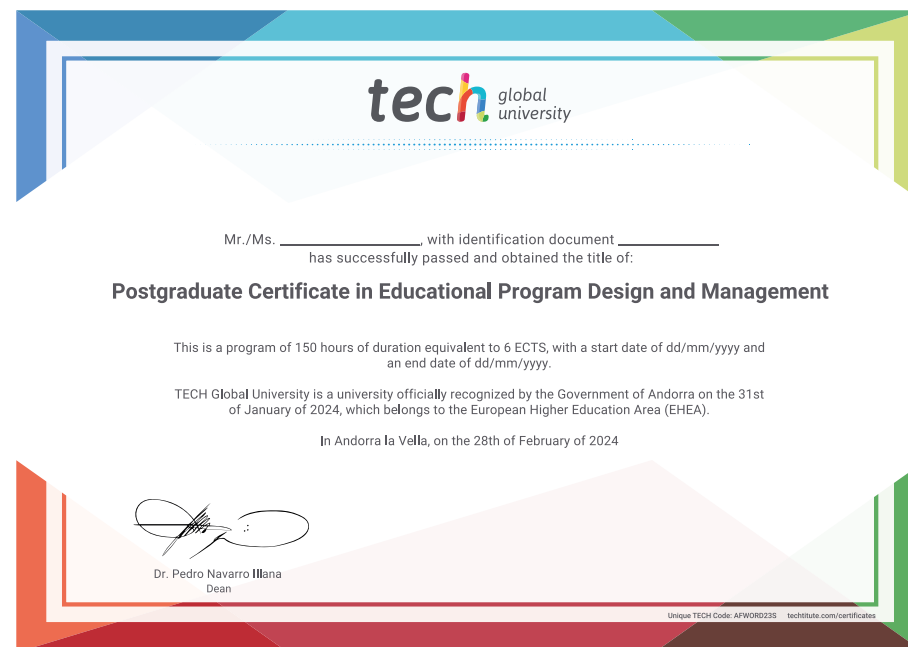 tech global university
Mr./Ms. ____________, with identification document ____________
has successfully passed and obtained the title of:
Postgraduate Certificate in Educational Program Design and Management
This is a program of 150 hours of duration equivalent to 6 ECTS, with a start date of dd/mm/yyyy and
an end date of dd/mm/yyyy.
TECH Global University is a university officially recognized by the Government of Andorra on the 31st
of January of 2024, which belongs to the European Higher Education Area (EHEA).
In Andorra la Vella, on the 28th of February of 2024
Dr. Pedro Navarro Illana
Dean
Unique TECH Code: AFWORD23S techtitute.com/certificates